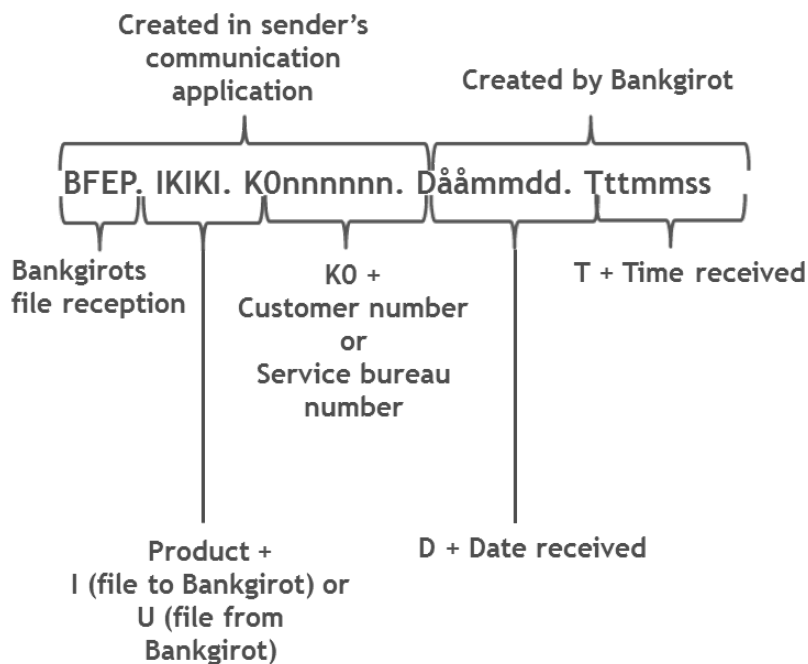 Created in sender’s
communication
application
Created by Bankgirot
BFEP. IKIKI. K0nnnnnn. Dååmmdd. Tttmmss
Bankgirots
file reception
K0 +
Customer number
or
Service bureau
number
T + Time received
Product +
I (file to Bankgirot) or
U (file from
Bankgirot)
D + Date received